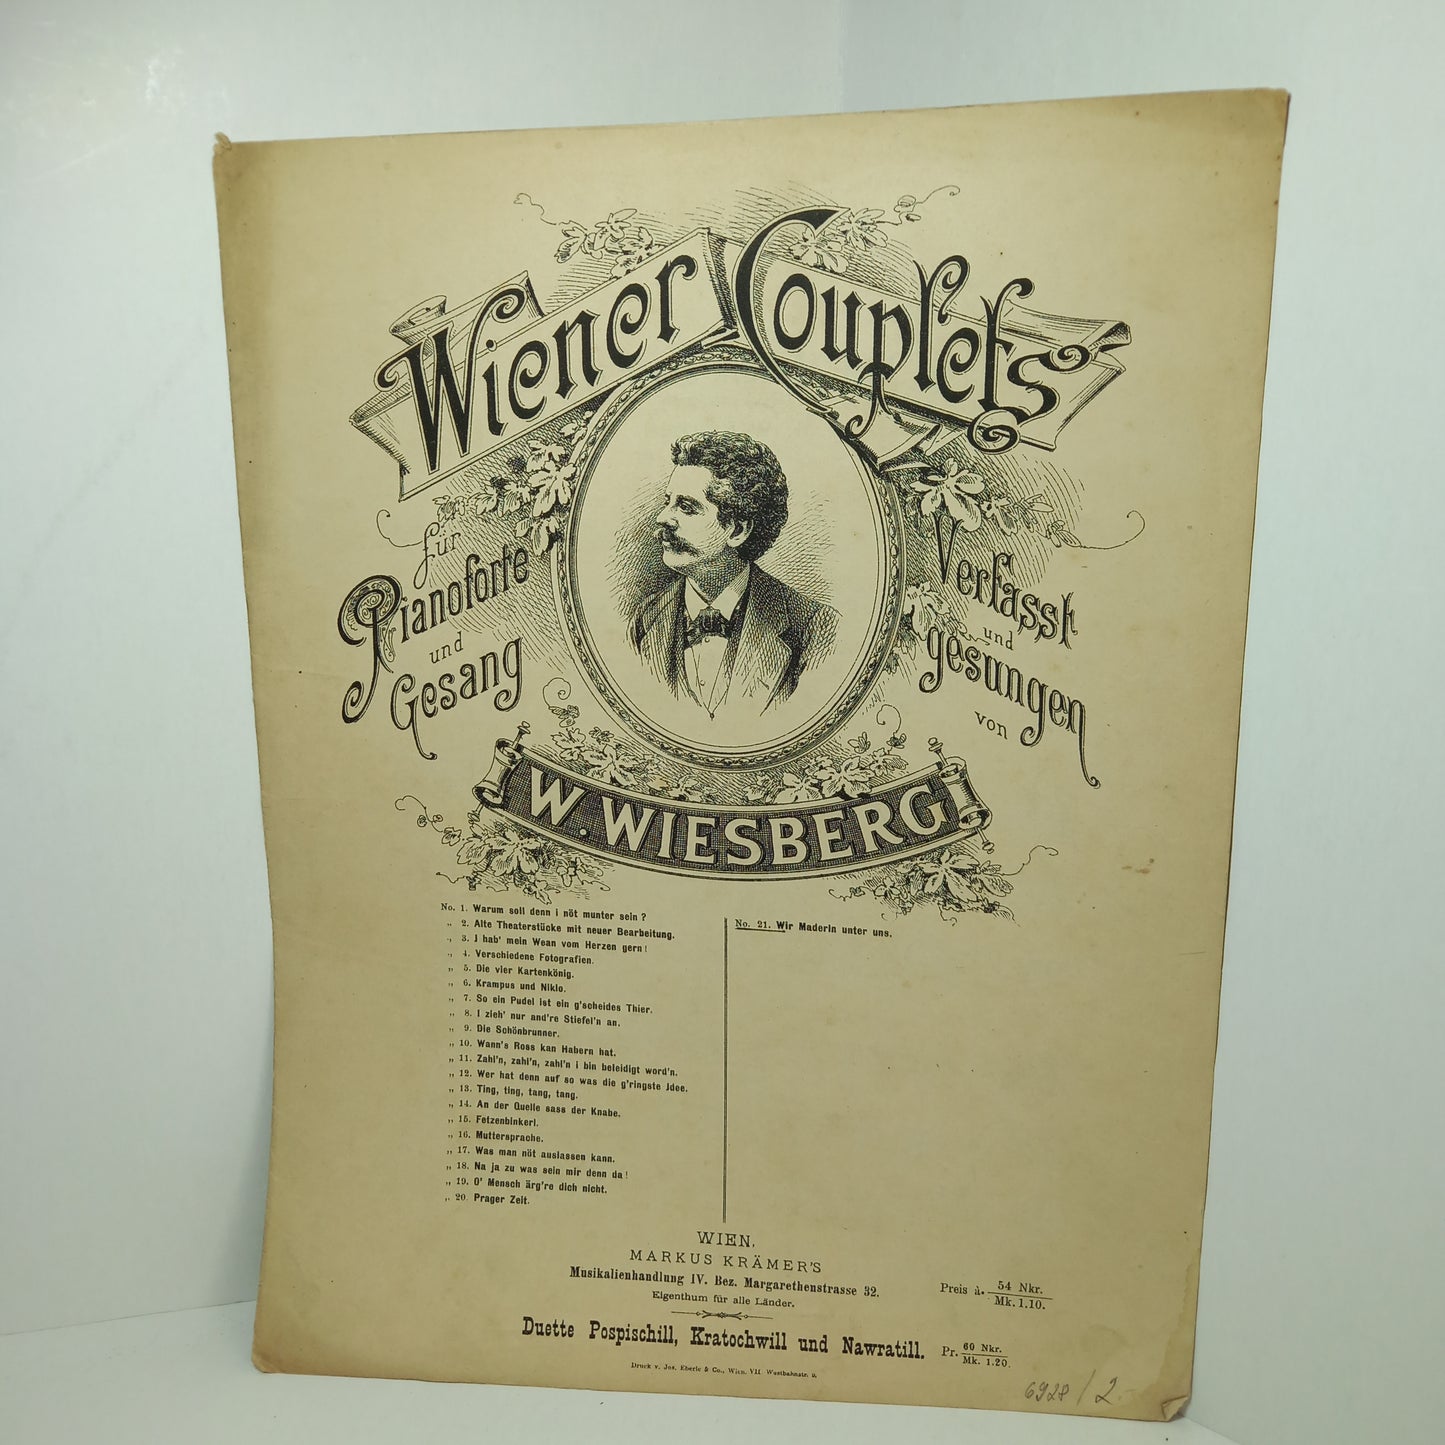 Wiener Couplets
für
Pianoforte
und
Gesang
Verfasst
und
gesungen
von
W. WIESBERG
No. 1. Warum soll denn i nöt munter sein ?
„ 2. Alte Theaterstücke mit neuer Bearbeitung.
„ 3. J hab' mein Wean vom Herzen gern!
„ 4. Verschiedene Fotografien.
„ 5. Die vier Kartenkönig.
„ 6. Krampus und Niklo.
„ 7. So ein Pudel ist ein g'scheides Thier.
„ 8. I zieh' nur and're Stiefel'n an.
„ 9. Die Schönbrunner.
„ 10. Wann's Ross kan Habern hat.
„ 11. Zahl'n, zahl'n, zahl'n i bin beleidigt word'n.
„ 12. Wer hat denn auf so was die g'ringste Jdee.
„ 13. Ting, ting, tang, tang.
„ 14. An der Quelle sass der Knabe.
„ 15. Fetzenbinkerl.
„ 16. Muttersprache.
„ 17. Was man nöt auslassen kann.
„ 18. Na ja zu was sein mir denn da!
„ 19. O' Mensch ärg're dich nicht.
„ 20. Prager Zeit.
No. 21. Wir Maderln unter uns.
WIEN,
MARKUS KRÄMER'S
Musikalienhandlung IV. Bez. Margarethenstrasse 32.
Eigenthum für alle Länder.
Preis à. 54 Nkr.
Mk. 1.10.
Duette Pospischill, Kratochwill und Nawratill.
Pr. 60 Nkr.
Mk. 1.20.
Druck v. Jos. Eberle & Co., Wien, VII Westbahnstr. 9.
6928 / 2.-